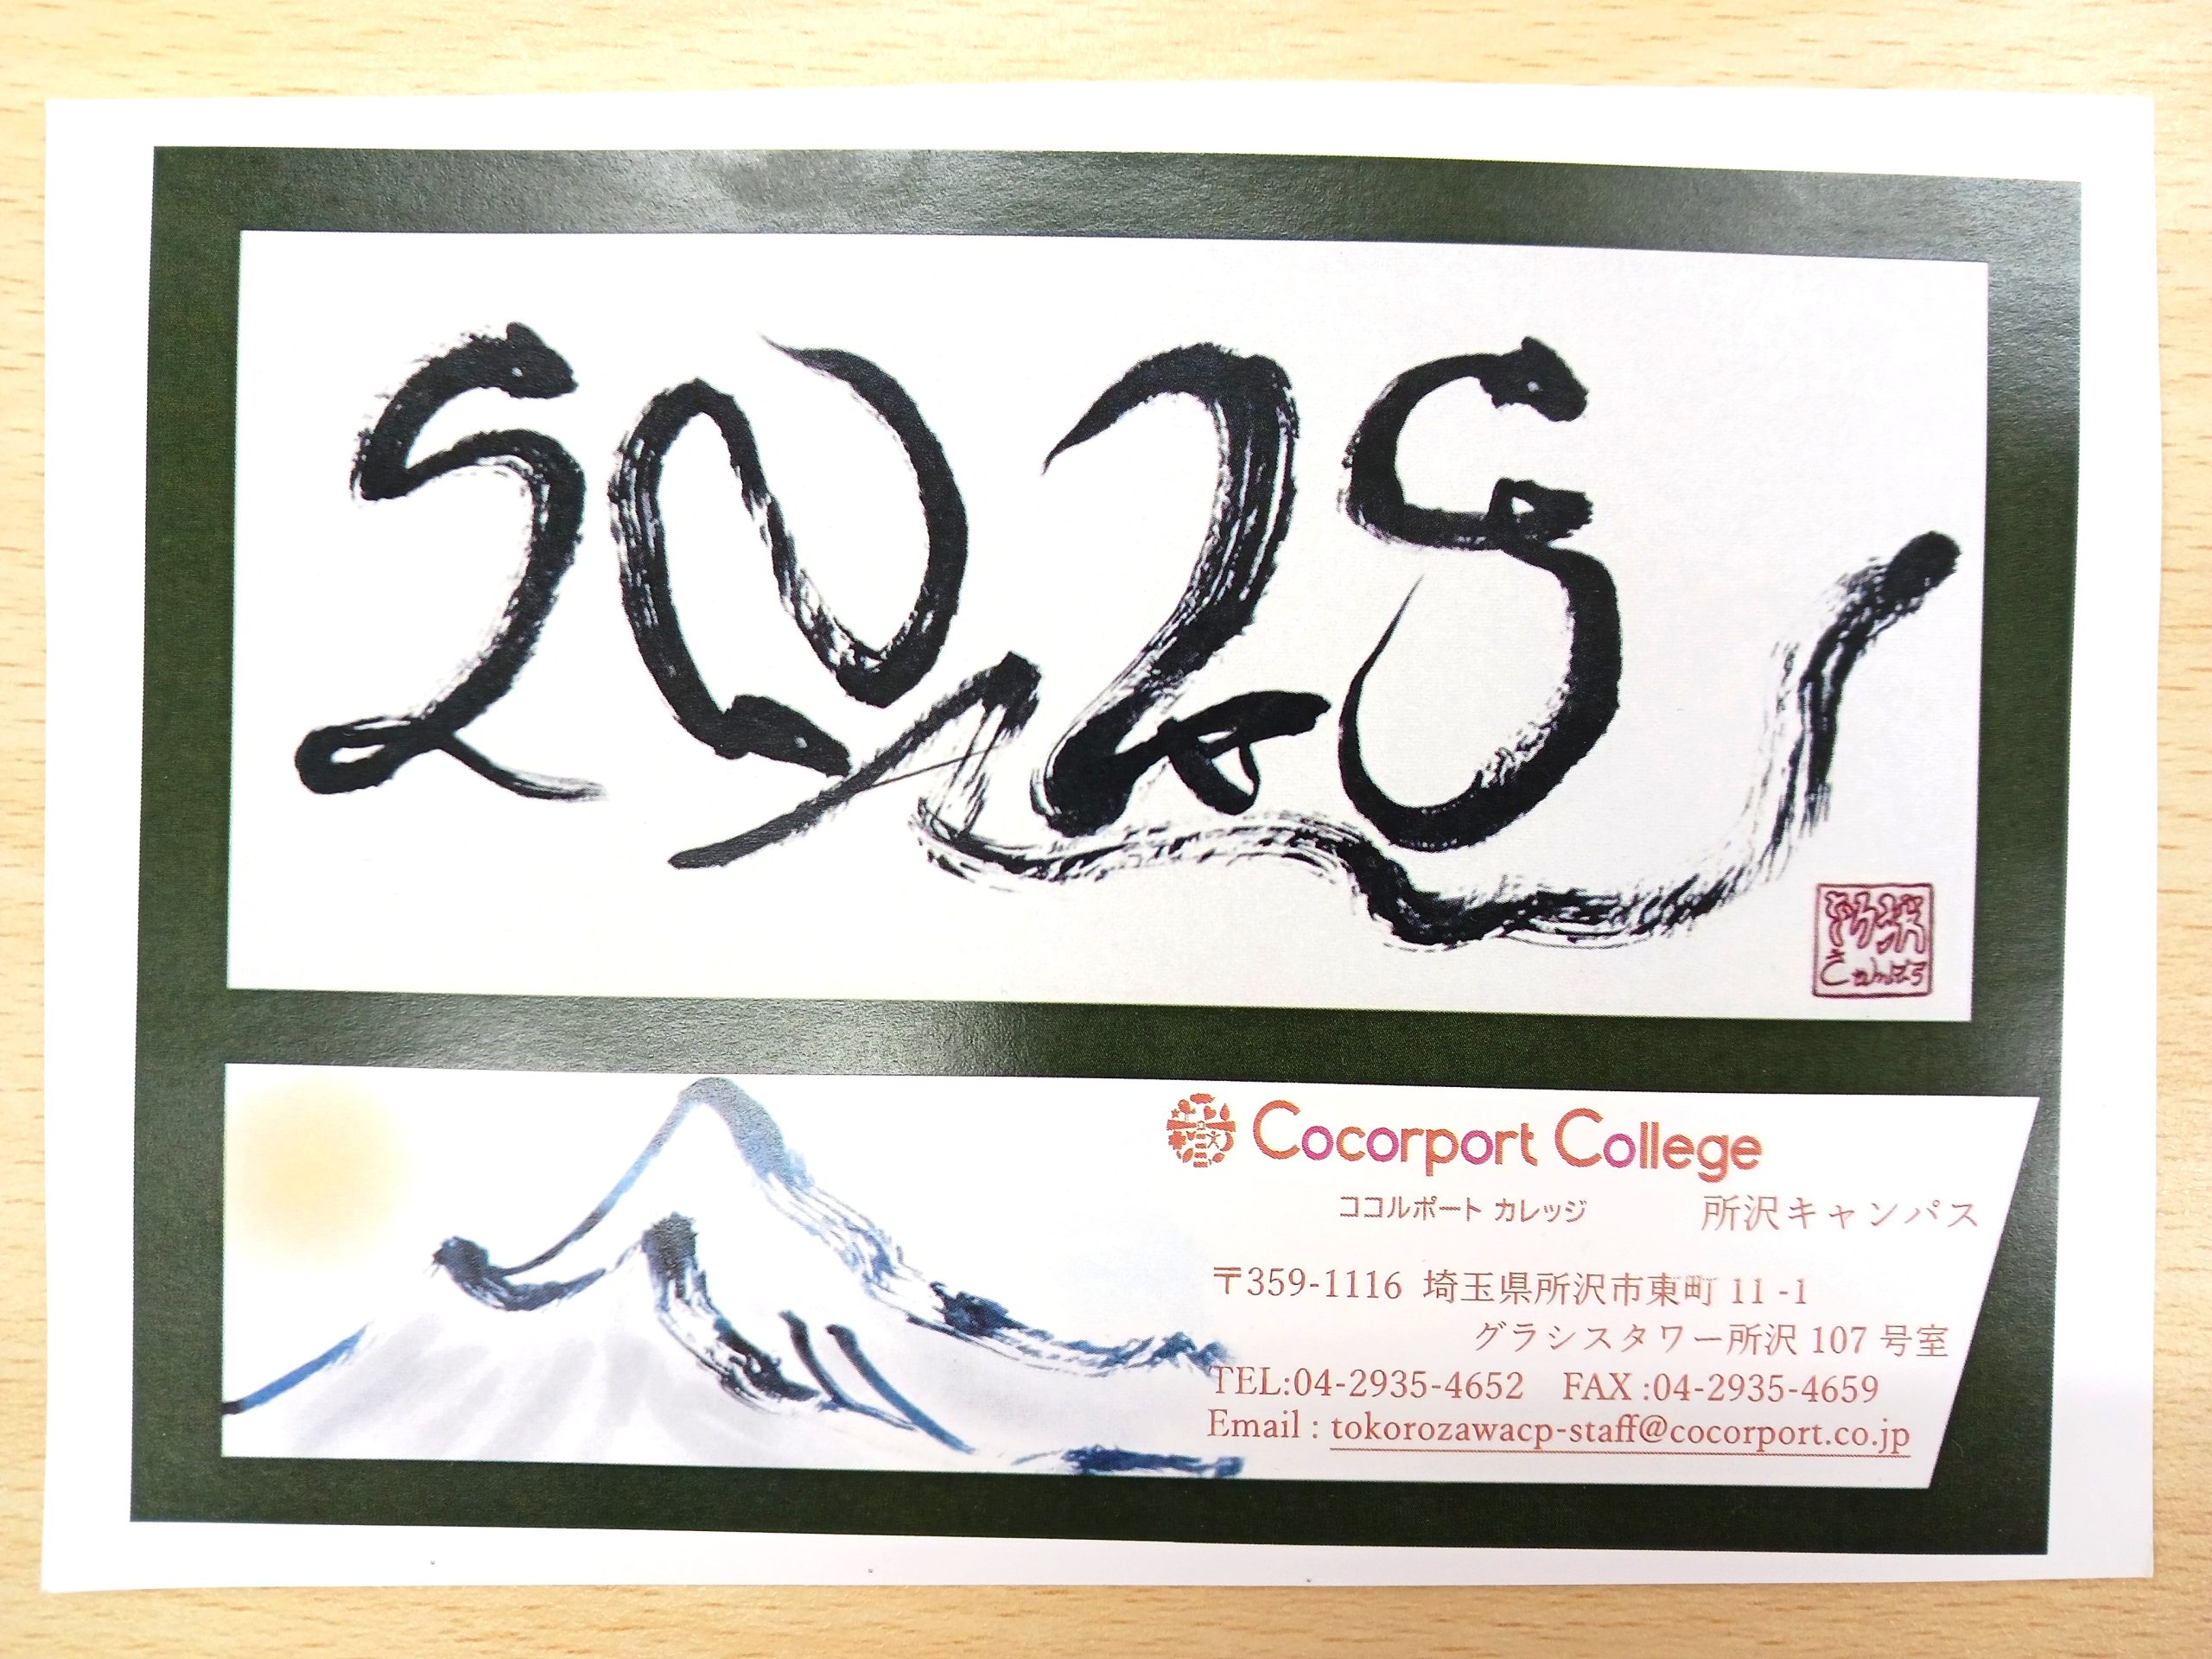 2025
所沢
Cocorport College
ココルポート カレッジ 所沢キャンパス
〒359-1116 埼玉県所沢市東町 11 -1
グラシスタワー所沢 107 号室
TEL:04-2935-4652 FAX :04-2935-4659
Email : tokorozawacp-staff@cocorport.co.jp